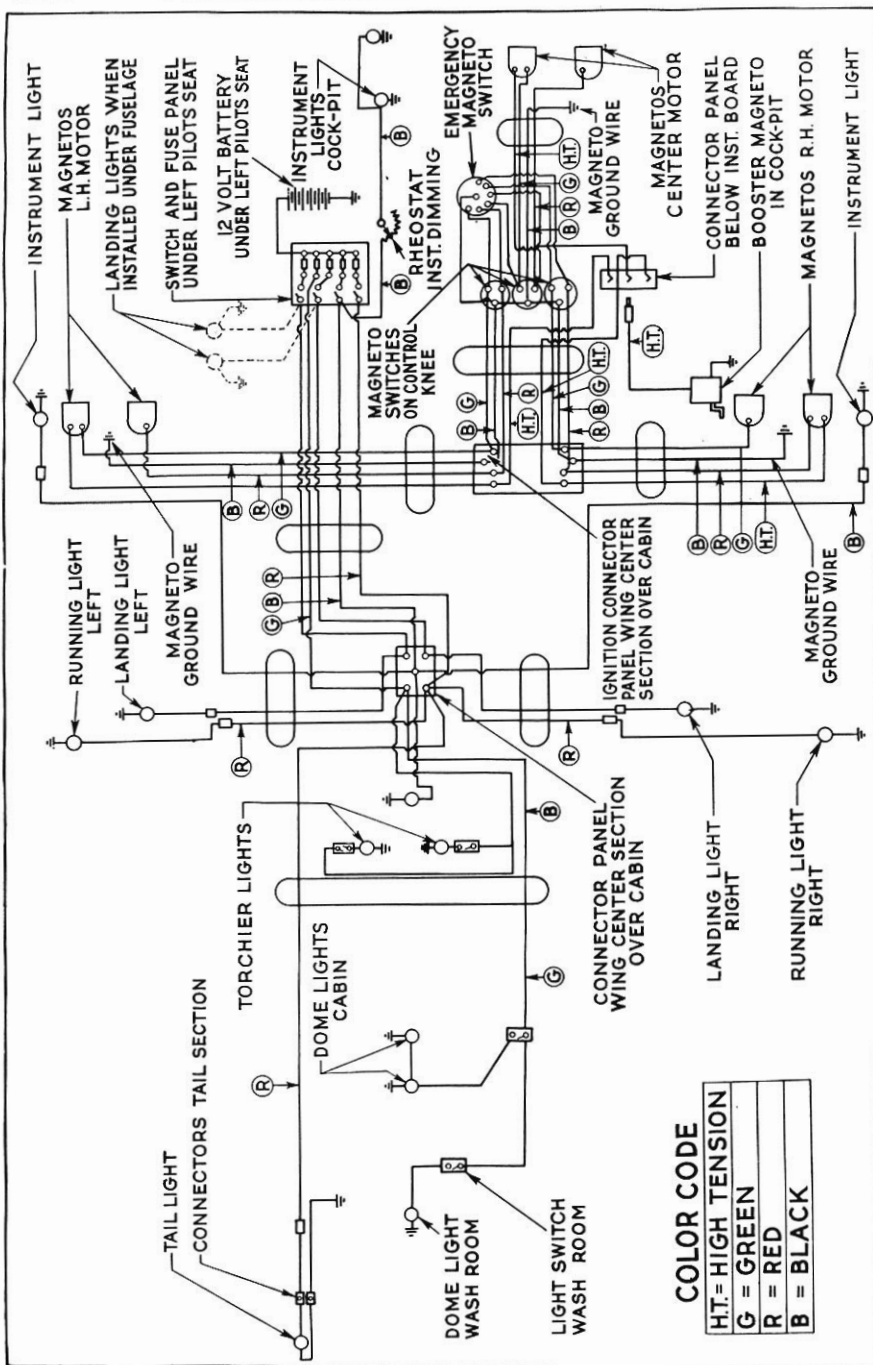 TAIL LIGHT
CONNECTORS TAIL SECTION
R
DOME LIGHT
WASH ROOM
LIGHT SWITCH
WASH ROOM
DOME LIGHTS
CABIN
TORCHIER LIGHTS
G
B
CONNECTOR PANEL
WING CENTER SECTION
OVER CABIN
RUNNING LIGHT
LEFT
LANDING LIGHT
LEFT
MAGNETO
GROUND WIRE
R
R
LANDING LIGHT
RIGHT
RUNNING LIGHT
RIGHT
G
B
R
INSTRUMENT LIGHT
MAGNETOS
L.H. MOTOR
LANDING LIGHTS WHEN
INSTALLED UNDER FUSELAGE
SWITCH AND FUSE PANEL
UNDER LEFT PILOTS SEAT
12 VOLT BATTERY
UNDER LEFT PILOTS SEAT
INSTRUMENT
LIGHTS
COCK-PIT
B
RHEOSTAT
INST. DIMMING
B
B
R
G
MAGNETO
SWITCHES
ON CONTROL
KNEE
EMERGENCY
MAGNETO
SWITCH
H.T.
G
R
B
MAGNETO
GROUND WIRE
MAGNETOS
CENTER MOTOR
G
B
R
H.T.
H.T.
G
B
R
H.T.
CONNECTOR PANEL
BELOW INST. BOARD
BOOSTER MAGNETO
IN COCK-PIT
MAGNETOS R.H. MOTOR
INSTRUMENT LIGHT
IGNITION CONNECTOR
PANEL WING CENTER
SECTION OVER CABIN
B
R
G
H.T.
B
MAGNETO
GROUND WIRE
COLOR CODE
H.T. = HIGH TENSION
G = GREEN
R = RED
B = BLACK